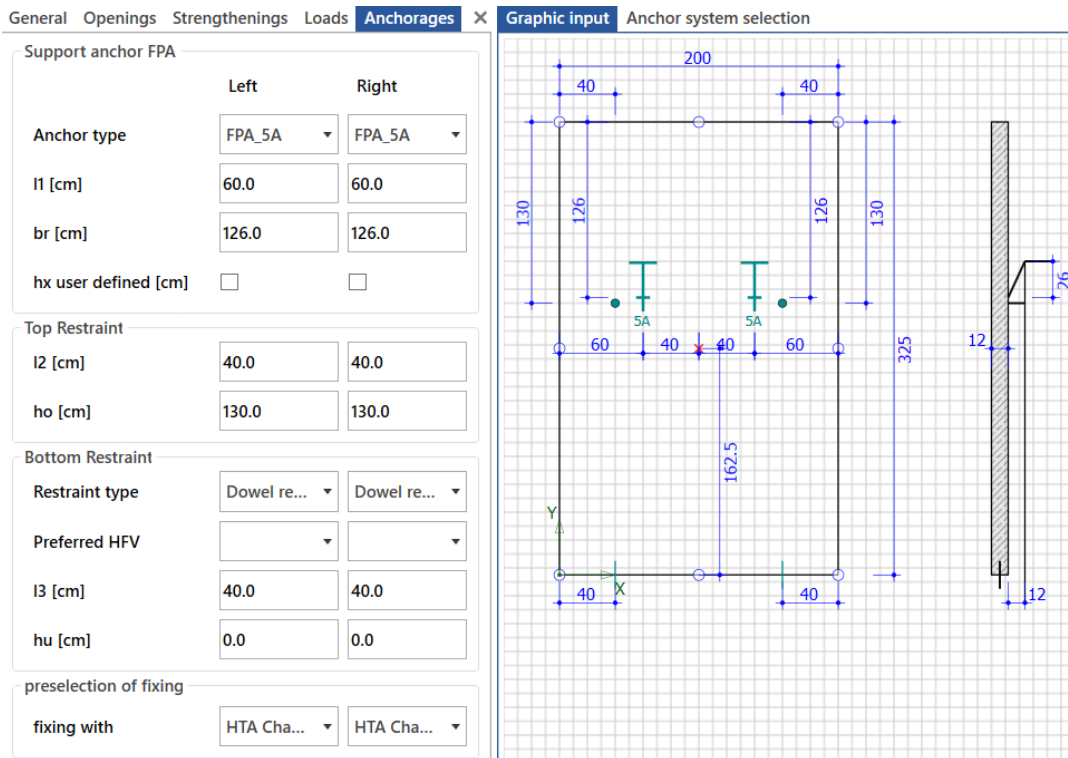 General Openings Strengthenings Loads Anchorages × Graphic input Anchor system selection
Support anchor FPA
Left Right
Anchor type FPA_5A FPA_5A
l1 [cm] 60.0 60.0
br [cm] 126.0 126.0
hx user defined [cm]
Top Restraint
l2 [cm] 40.0 40.0
ho [cm] 130.0 130.0
Bottom Restraint
Restraint type Dowel re... Dowel re...
Preferred HFV
l3 [cm] 40.0 40.0
hu [cm] 0.0 0.0
preselection of fixing
fixing with HTA Cha... HTA Cha...
200
40 40
130 126 126 130
26
5A 5A
60 40 40 60 325 12
162.5
Y
X
40 40 12